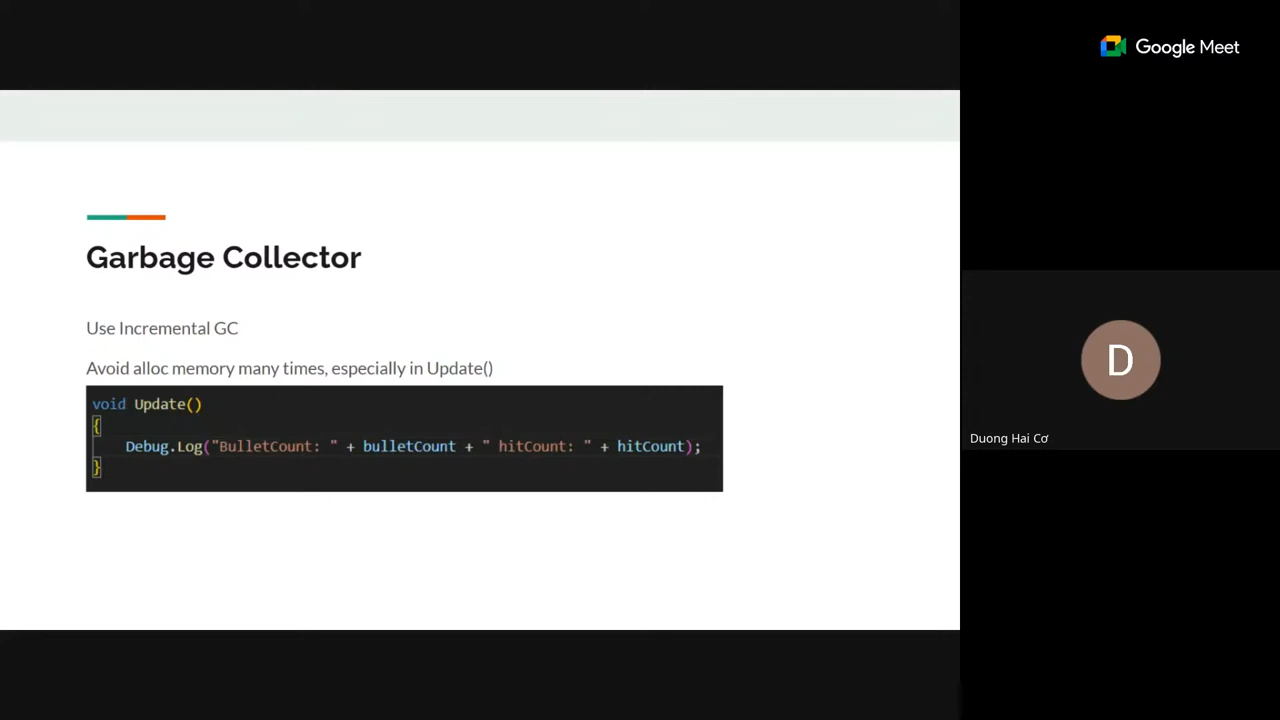 Google Meet
Garbage Collector
Use Incremental GC
Avoid alloc memory many times, especially in Update()
void Update()
{
Debug.Log("BulletCount: " + bulletCount + " hitCount: " + hitCount);
}
D
Duong Hai Cơ